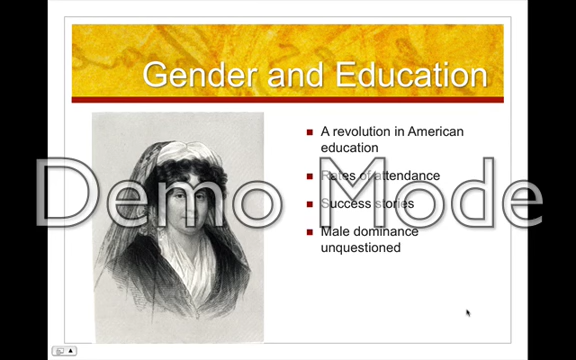 Gender and Education
A revolution in American
education
Rates of attendance
Success stories
Male dominance
unquestioned
Demo Mode